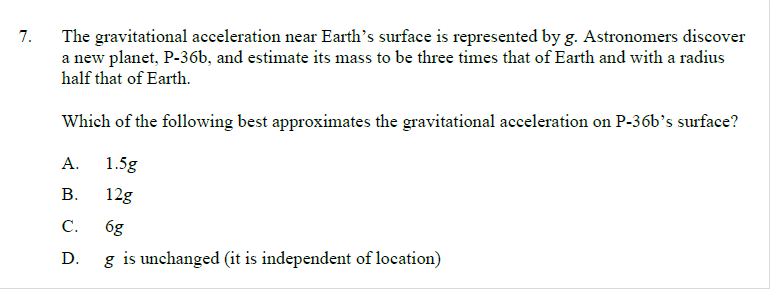 7. The gravitational acceleration near Earth’s surface is represented by g. Astronomers discover
a new planet, P-36b, and estimate its mass to be three times that of Earth and with a radius
half that of Earth.
Which of the following best approximates the gravitational acceleration on P-36b’s surface?
A. 1.5g
B. 12g
C. 6g
D. g is unchanged (it is independent of location)